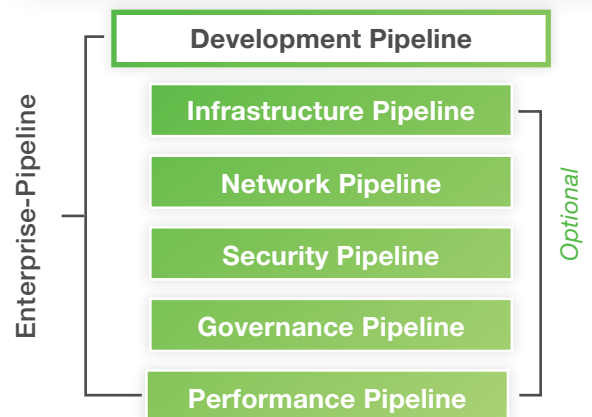 Development Pipeline
Infrastructure Pipeline
Network Pipeline
Security Pipeline
Governance Pipeline
Performance Pipeline
Enterprise-Pipeline
Optional